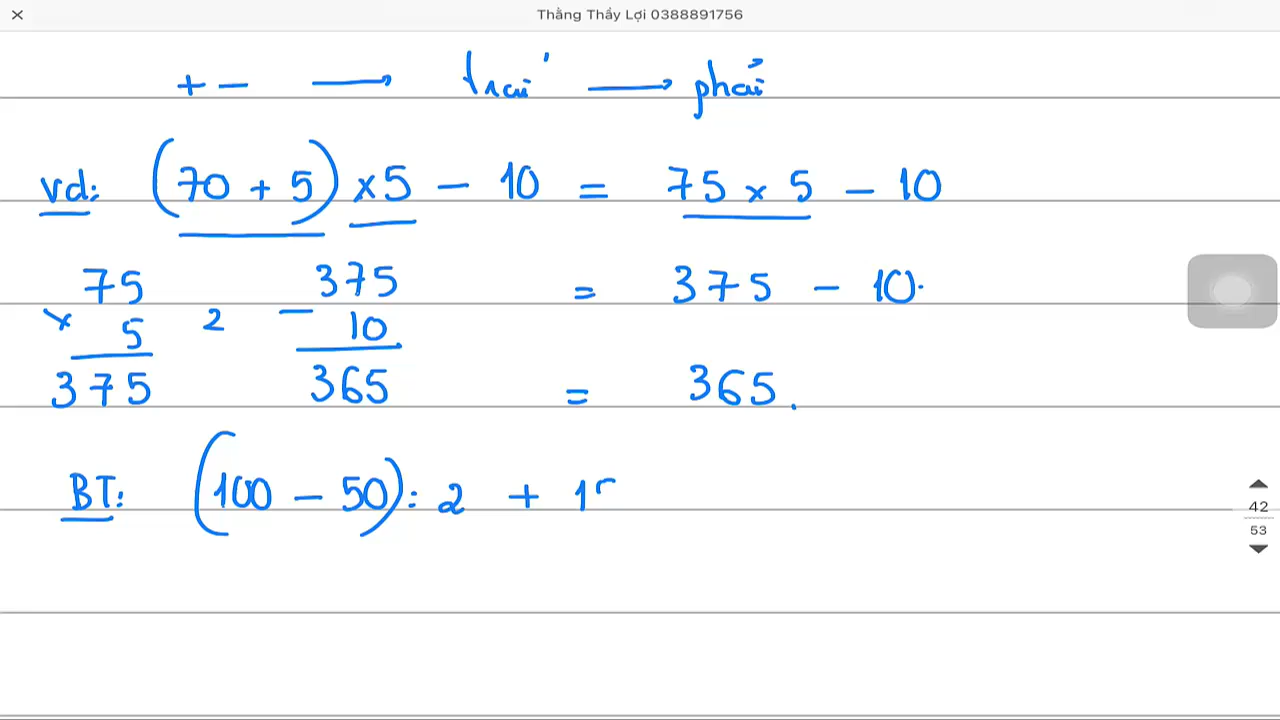 Thằng Thầy Lợi 0388891756
+ − ⟶ trái ⟶ phải
vd: (70 + 5) × 5 − 10 = 75 × 5 − 10
75 375 = 375 − 10.
× 5 2 − 10
375 365 = 365.
BT: (100 − 50) : 2 + 1
42
53